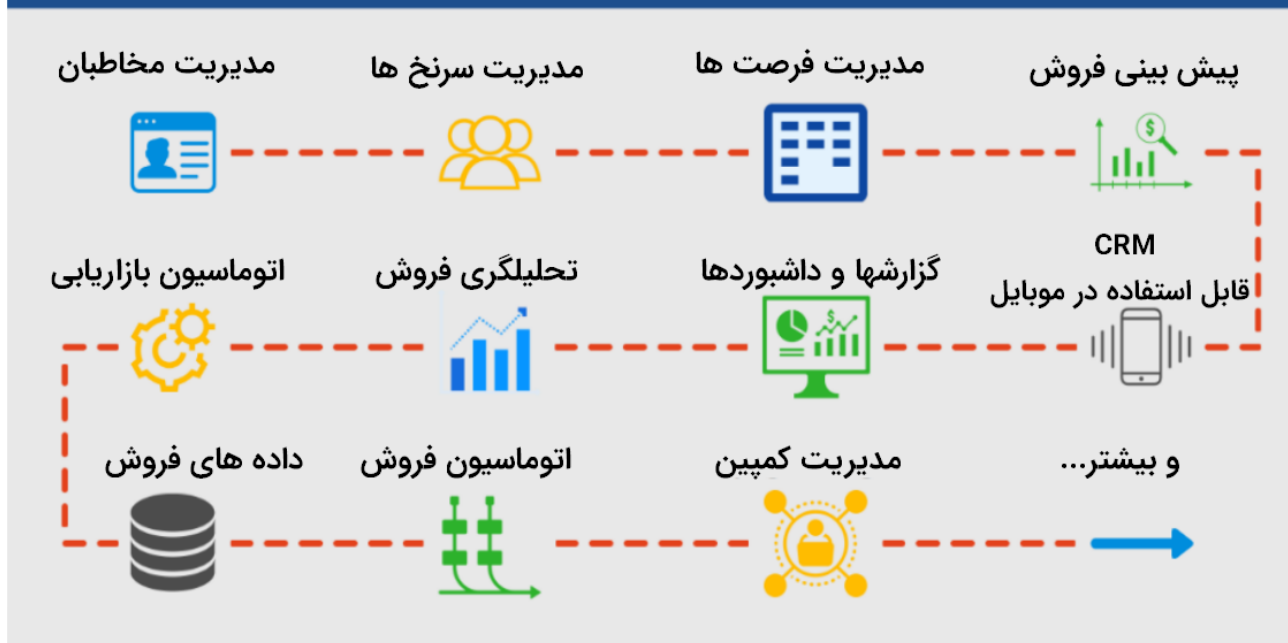 مدیریت مخاطبان
مدیریت سرنخ ها
مدیریت فرصت ها
پیش بینی فروش
CRM
قابل استفاده در موبایل
گزارشها و داشبوردها
تحلیلگری فروش
اتوماسیون بازاریابی
داده های فروش
اتوماسیون فروش
مدیریت کمپین
و بیشتر...